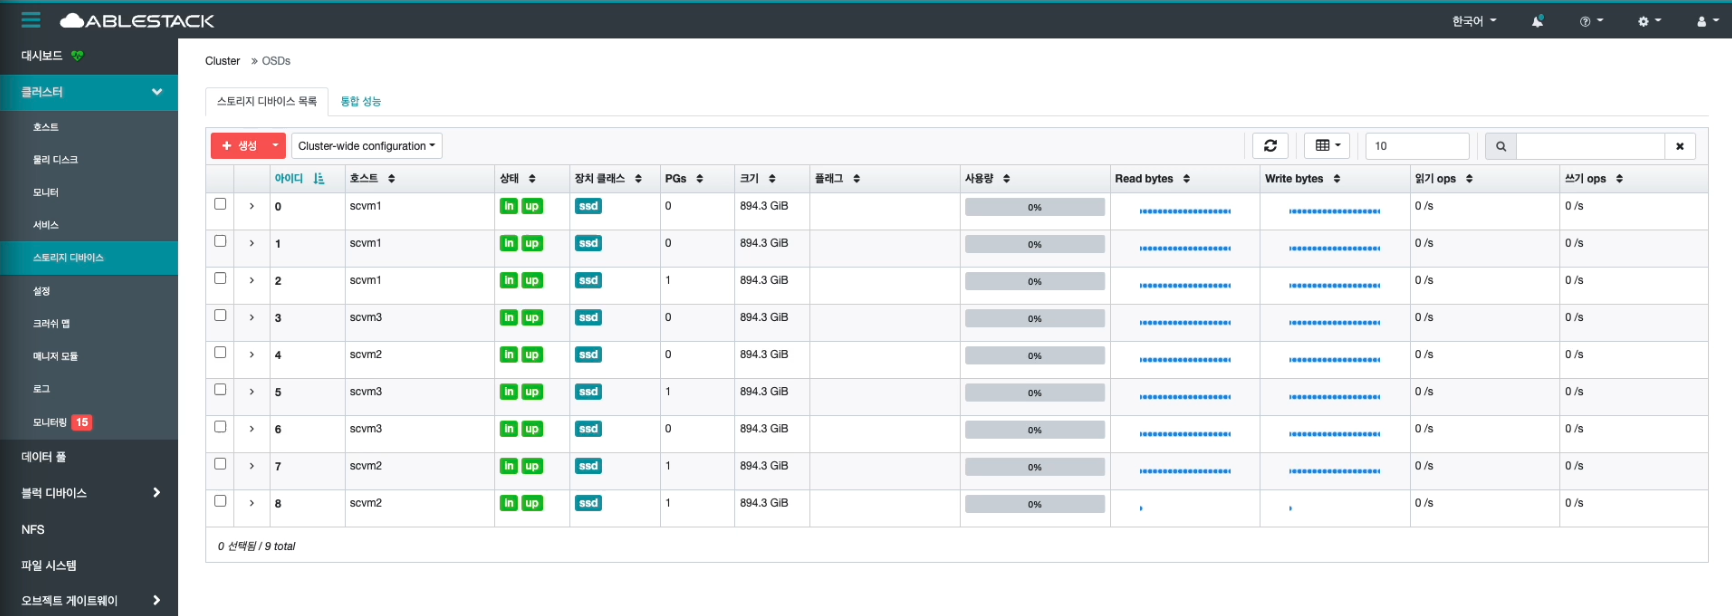 ABLESTACK
한국어
대시보드
클러스터
호스트
물리 디스크
모니터
서비스
스토리지 디바이스
설정
크러쉬 맵
매니저 모듈
로그
모니터링 15
데이터 풀
블럭 디바이스
NFS
파일 시스템
오브젝트 게이트웨이
Cluster » OSDs
스토리지 디바이스 목록 통합 성능
+ 생성 Cluster-wide configuration 10
아이디 호스트 상태 장치 클래스 PGs 크기 플래그 사용량 Read bytes Write bytes 읽기 ops 쓰기 ops
0 scvm1 in up ssd 0 894.3 GiB 0% 0 /s 0 /s
1 scvm1 in up ssd 0 894.3 GiB 0% 0 /s 0 /s
2 scvm1 in up ssd 1 894.3 GiB 0% 0 /s 0 /s
3 scvm3 in up ssd 0 894.3 GiB 0% 0 /s 0 /s
4 scvm2 in up ssd 0 894.3 GiB 0% 0 /s 0 /s
5 scvm3 in up ssd 1 894.3 GiB 0% 0 /s 0 /s
6 scvm3 in up ssd 0 894.3 GiB 0% 0 /s 0 /s
7 scvm2 in up ssd 1 894.3 GiB 0% 0 /s 0 /s
8 scvm2 in up ssd 1 894.3 GiB 0% 0 /s 0 /s
0 선택됨 / 9 total